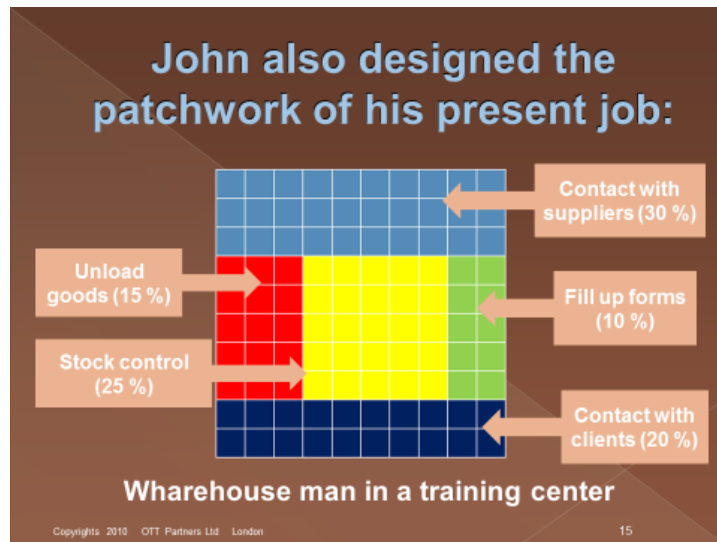 John also designed the
patchwork of his present job:
Contact with
suppliers (30 %)
Unload
goods (15 %)
Fill up forms
(10 %)
Stock control
(25 %)
Contact with
clients (20 %)
Wharehouse man in a training center
Copyrights 2010 OTT Partners Ltd London
15